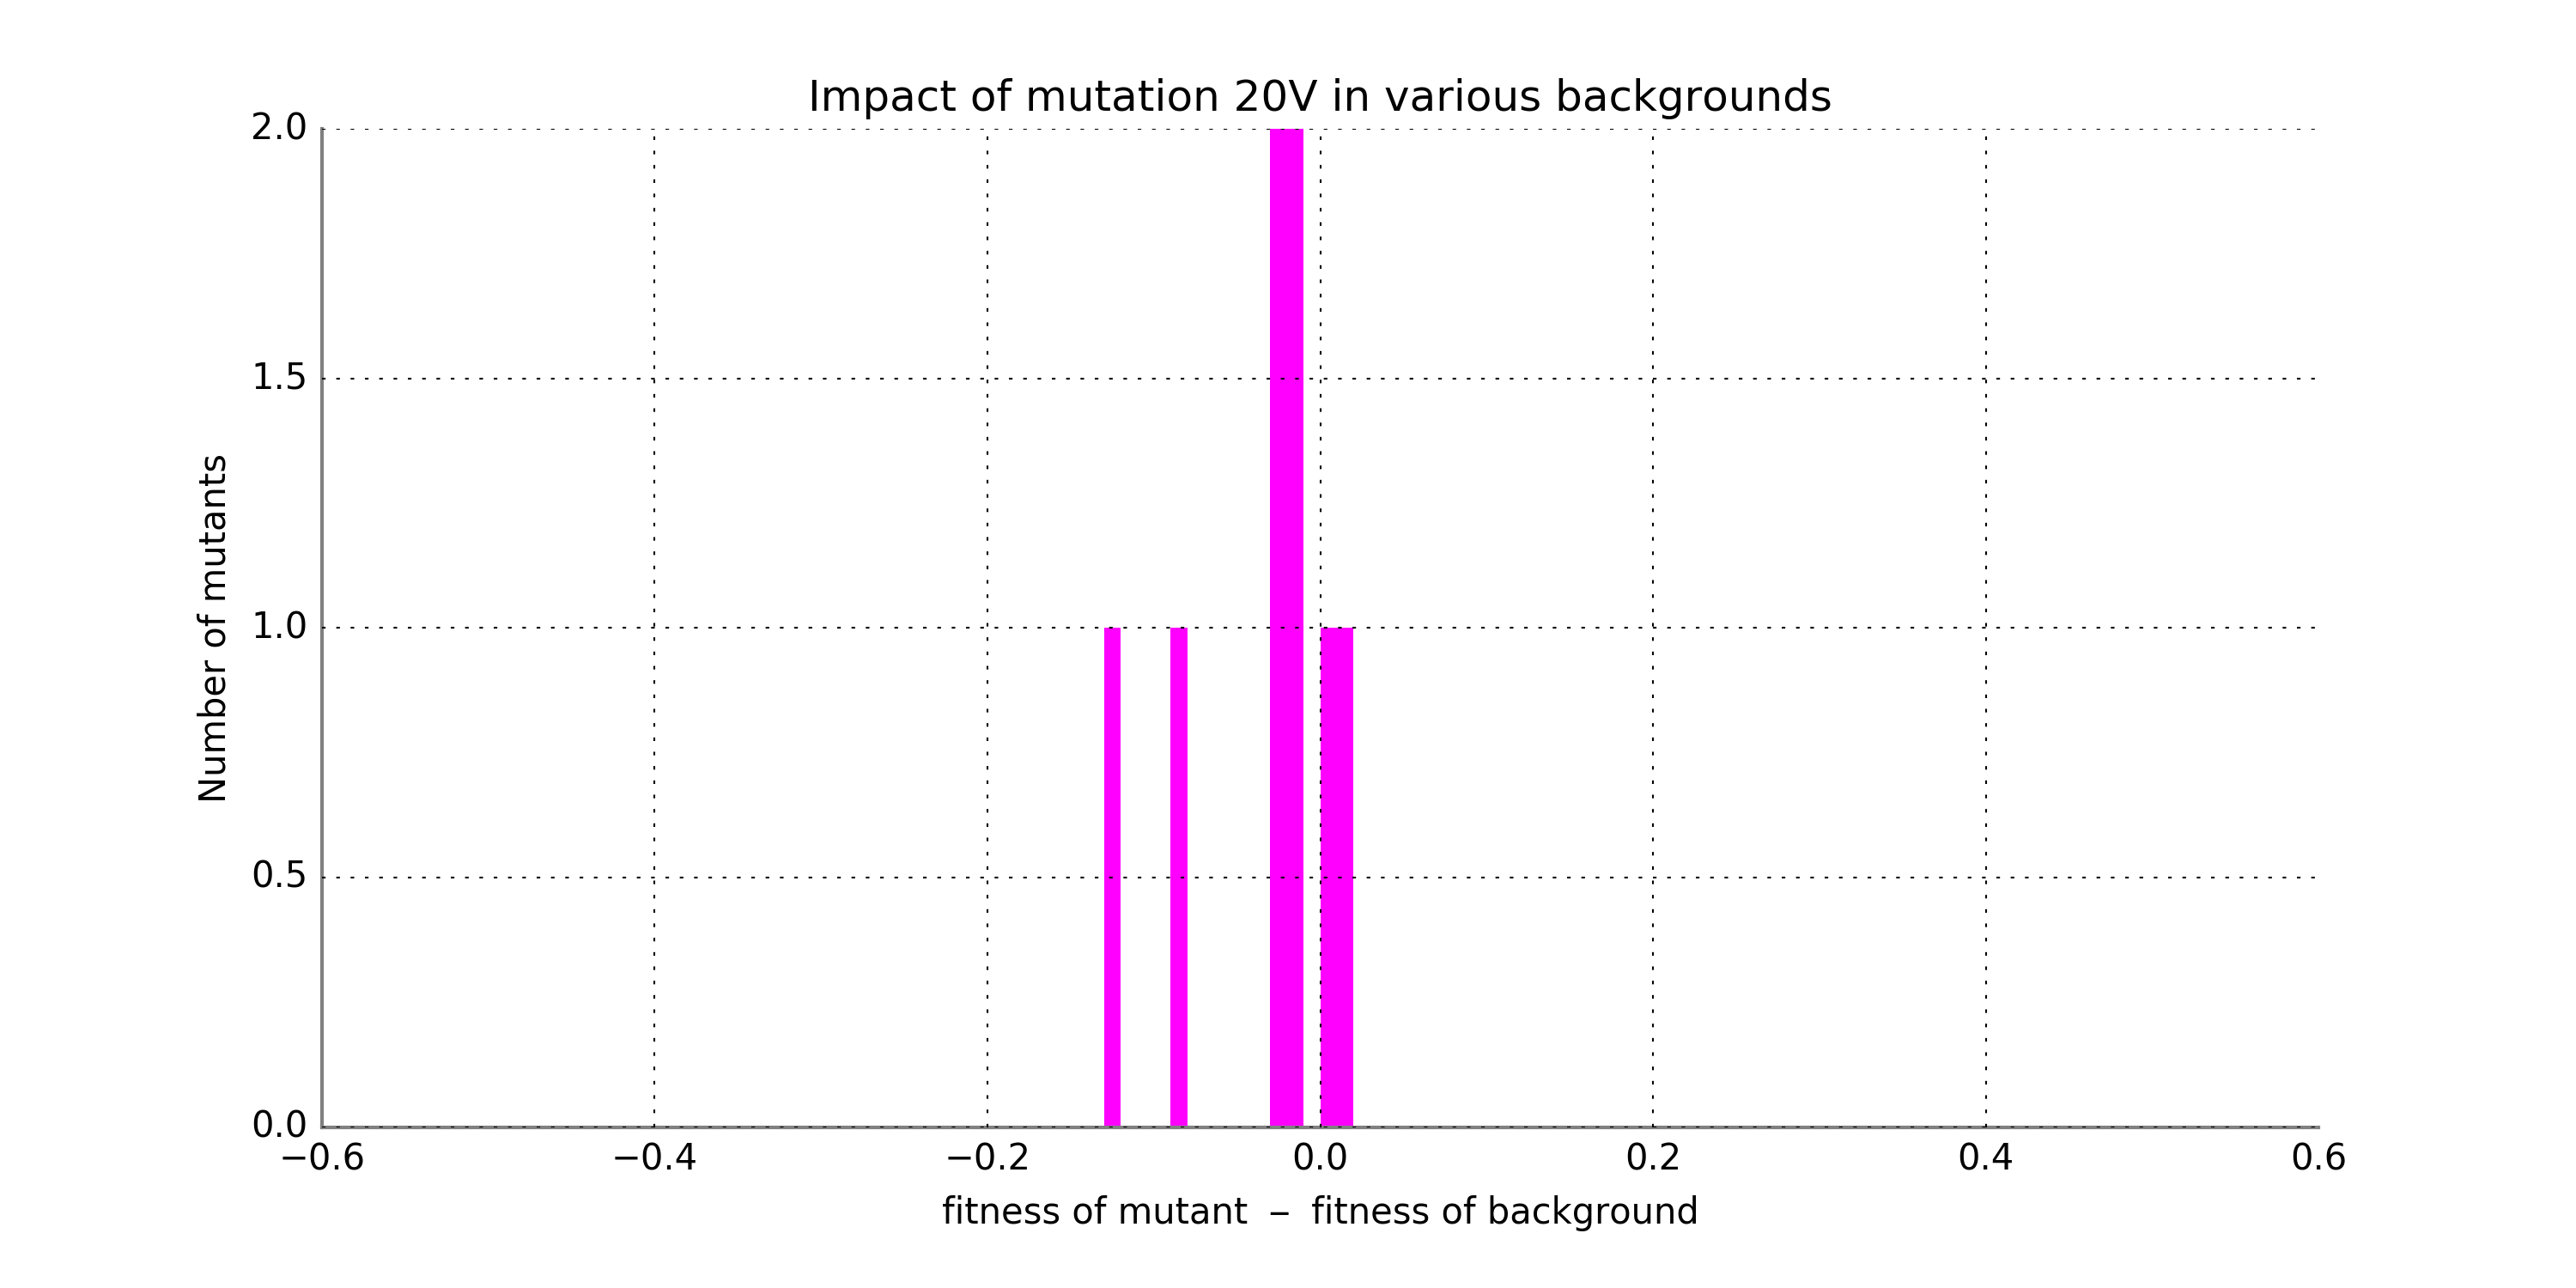 Impact of mutation 20V in various backgrounds
2.0
1.5
1.0
0.5
0.0
Number of mutants
−0.6 −0.4 −0.2 0.0 0.2 0.4 0.6
fitness of mutant − fitness of background